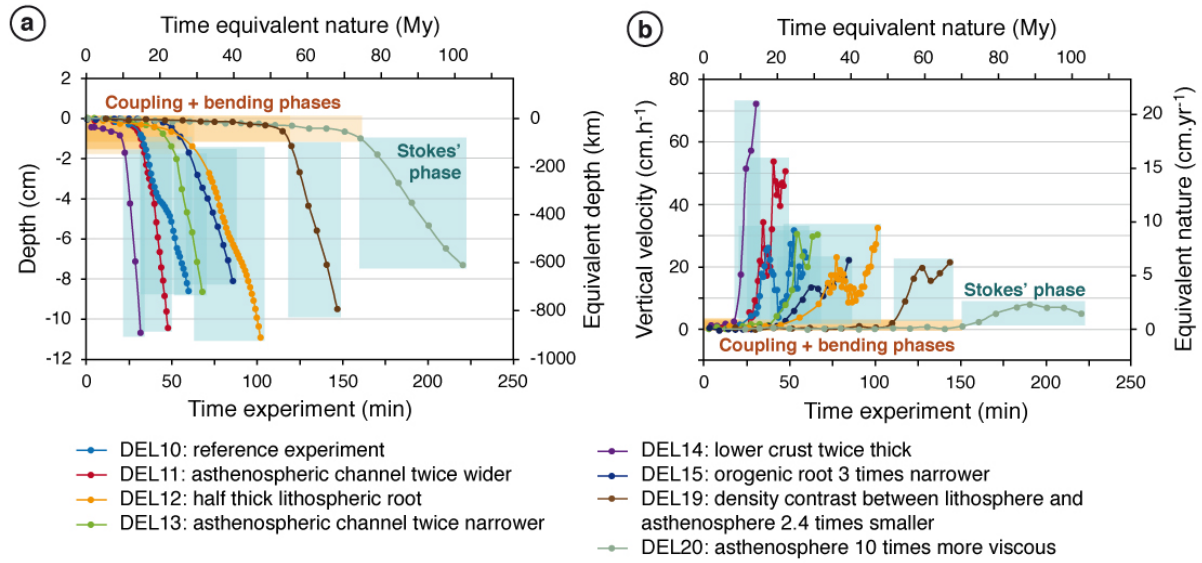 a
Time equivalent nature (My)
0 20 40 60 80 100
2
0
-2
-4
-6
-8
-10
-12
Depth (cm)
Coupling + bending phases
Stokes’
phase
0
-200
-400
-600
-800
-1000
Equivalent depth (km)
0 50 100 150 200 250
Time experiment (min)
b
Time equivalent nature (My)
0 20 40 60 80 100
80
60
40
20
0
Vertical velocity (cm.h-1)
Stokes’ phase
Coupling + bending phases
20
15
10
5
0
Equivalent nature (cm.yr-1)
0 50 100 150 200 250
Time experiment (min)
DEL10: reference experiment
DEL11: asthenospheric channel twice wider
DEL12: half thick lithospheric root
DEL13: asthenospheric channel twice narrower
DEL14: lower crust twice thick
DEL15: orogenic root 3 times narrower
DEL19: density contrast between lithosphere and
asthenosphere 2.4 times smaller
DEL20: asthenosphere 10 times more viscous